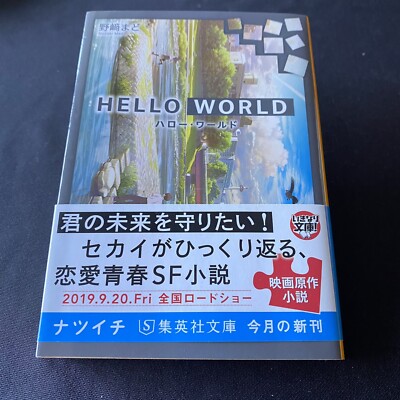 野﨑まど
HELLO WORLD
ハロー・ワールド
君の未来を守りたい!
セカイがひっくり返る、
恋愛青春SF小説
2019.9.20.Fri 全国ロードショー
いきなり
文庫!
映画原作
小説
ナツイチ
S 集英社文庫 今月の新刊